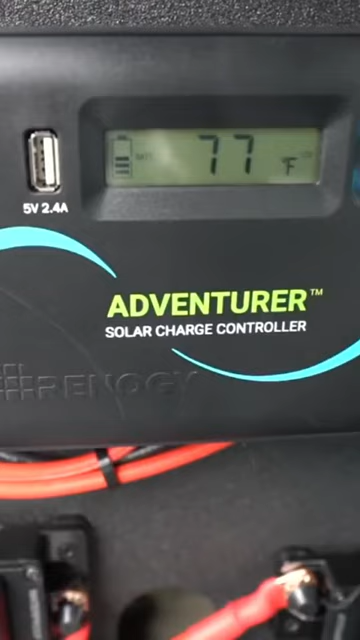 77 °F
5V 2.4A
ADVENTURER™
SOLAR CHARGE CONTROLLER
RENOGY